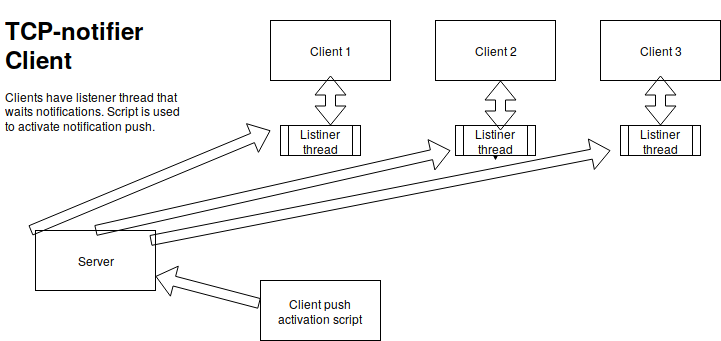 TCP-notifier
Client
Clients have listener thread that
waits notifications. Script is used
to activate notification push.
Client 1
Client 2
Client 3
Listiner
thread
Listiner
thread
Listiner
thread
Server
Client push
activation script